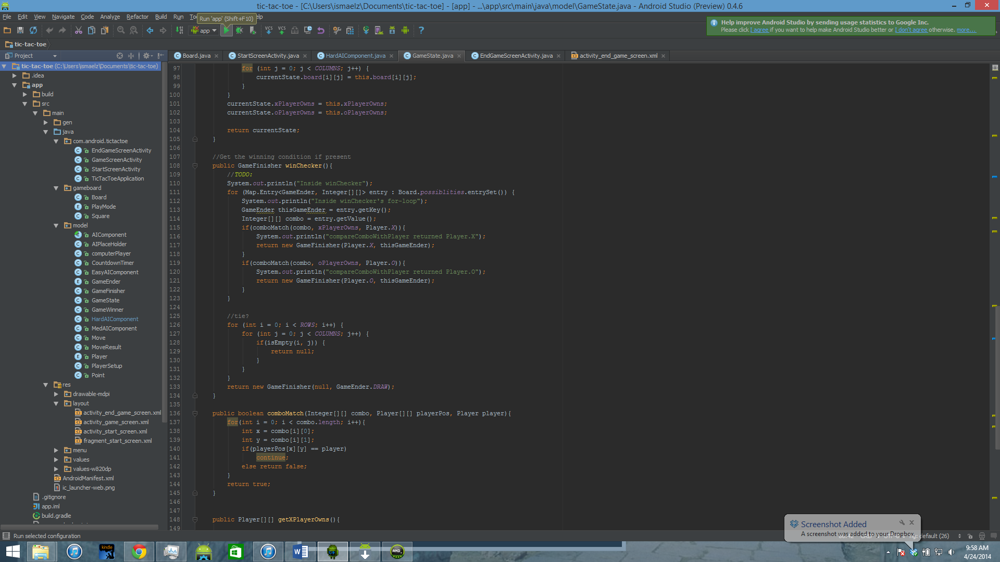 tic-tac-toe - [C:\Users\ismaelz\Documents\tic-tac-toe] - [app] - ...\app\src\main\java\model\GameState.java - Android Studio (Preview) 0.4.6
File Edit View Navigate Code Analyze Refactor Build Run
Run 'app' (Shift+F10)
app
Help improve Android Studio by sending usage statistics to Google Inc.
Please click I agree if you want to help make Android Studio better or I don't agree otherwise. more...
tic-tac-toe
Project
Board.java StartScreenActivity.java HardAIComponent.java GameState.java EndGameScreenActivity.java activity_end_game_screen.xml
tic-tac-toe (C:\Users\ismaelz\Documents\tic-tac-toe)
.idea
app
build
src
main
gen
java
com.android.tictactoe
EndGameScreenActivity
GameScreenActivity
StartScreenActivity
TicTacToeApplication
gameboard
Board
PlayMode
Square
model
AIComponent
AIPlaceHolder
computerPlayer
CountdownTimer
EasyAIComponent
GameEnder
GameFinisher
GameState
GameWinner
HardAIComponent
MedAIComponent
Move
MoveResult
Player
PlayerSetup
Point
res
drawable-mdpi
layout
activity_end_game_screen.xml
activity_game_screen.xml
activity_start_screen.xml
fragment_start_screen.xml
menu
values
values-w820dp
AndroidManifest.xml
ic_launcher-web.png
.gitignore
app.iml
build.gradle
97 for (int j = 0; j < COLUMNS; j++) {
98 currentState.board[i][j] = this.board[i][j];
99 }
100 }
101 currentState.xPlayerOwns = this.xPlayerOwns;
102 currentState.oPlayerOwns = this.oPlayerOwns;
103
104 return currentState;
105 }
106
107 //Get the winning condition if present
108 public GameFinisher winChecker(){
109 //TODO:
110 System.out.println("Inside winChecker");
111 for (Map.Entry<GameEnder, Integer[][]> entry : Board.possiblities.entrySet()) {
112 System.out.println("Inside winChecker's for-loop");
113 GameEnder thisGameEnder = entry.getKey();
114 Integer[][] combo = entry.getValue();
115 if(comboMatch(combo, xPlayerOwns, Player.X)){
116 System.out.println("compareComboWithPlayer returned Player.X");
117 return new GameFinisher(Player.X, thisGameEnder);
118 }
119 if(comboMatch(combo, oPlayerOwns, Player.O)){
120 System.out.println("compareComboWithPlayer returned Player.O");
121 return new GameFinisher(Player.O, thisGameEnder);
122 }
123 }
124
125 //tie?
126 for (int i = 0; i < ROWS; i++) {
127 for (int j = 0; j < COLUMNS; j++) {
128 if(isEmpty(i, j)) {
129 return null;
130 }
131 }
132 }
133 return new GameFinisher(null, GameEnder.DRAW);
134 }
135
136 public boolean comboMatch(Integer[][] combo, Player[][] playerPos, Player player){
137 for(int i = 0; i < combo.length; i++){
138 int x = combo[i][0];
139 int y = combo[i][1];
140 if(playerPos[x][y] == player)
141 continue;
142 else return false;
143 }
144 return true;
145 }
146
147
148 public Player[][] getXPlayerOwns(){
149
Screenshot Added
A screenshot was added to your Dropbox.
Run selected configuration
default (26)
kindle
AND_
9:58 AM
4/24/2014